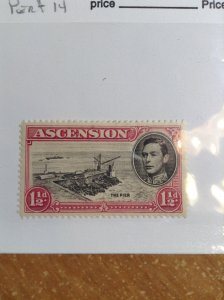 Perf 14 price Price
ASCENSION
THE PIER
1½d 1½d